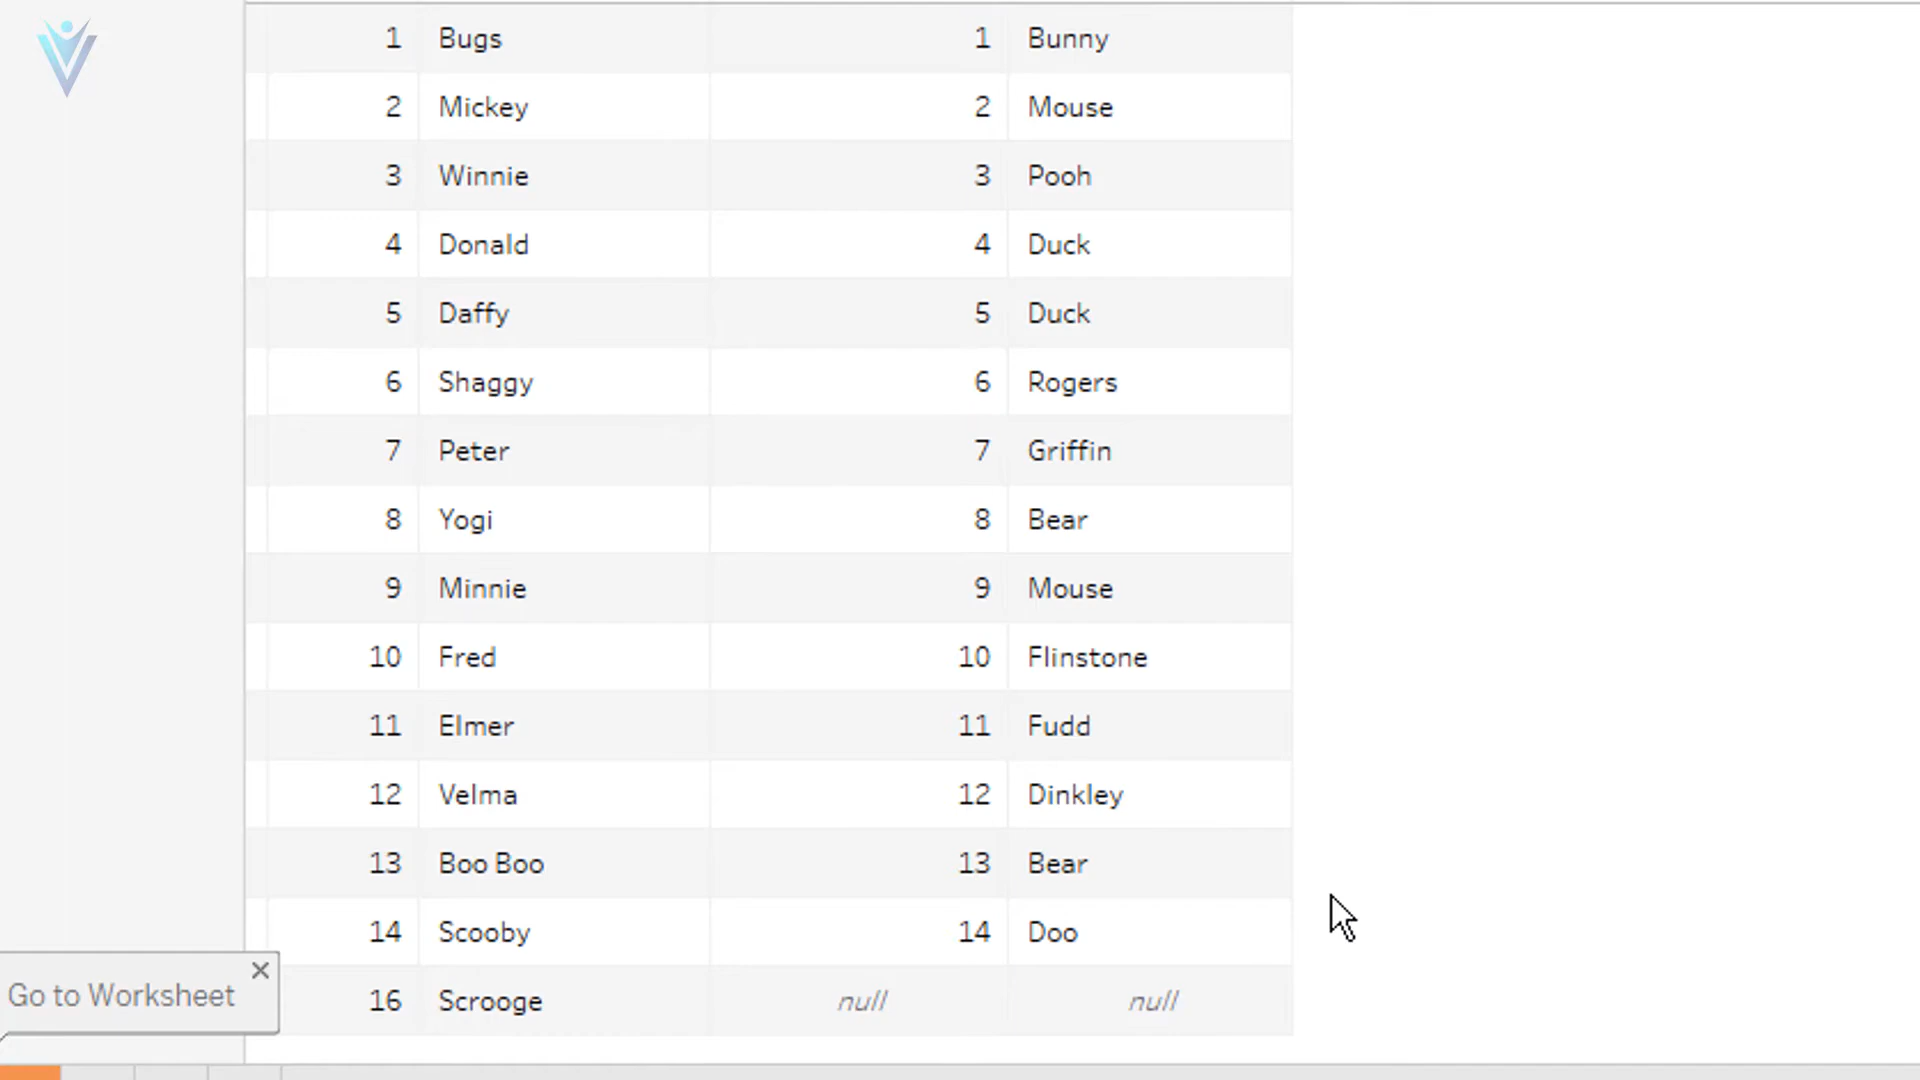 1 Bugs 1 Bunny
2 Mickey 2 Mouse
3 Winnie 3 Pooh
4 Donald 4 Duck
5 Daffy 5 Duck
6 Shaggy 6 Rogers
7 Peter 7 Griffin
8 Yogi 8 Bear
9 Minnie 9 Mouse
10 Fred 10 Flinstone
11 Elmer 11 Fudd
12 Velma 12 Dinkley
13 Boo Boo 13 Bear
14 Scooby 14 Doo
16 Scrooge null null
Go to Worksheet